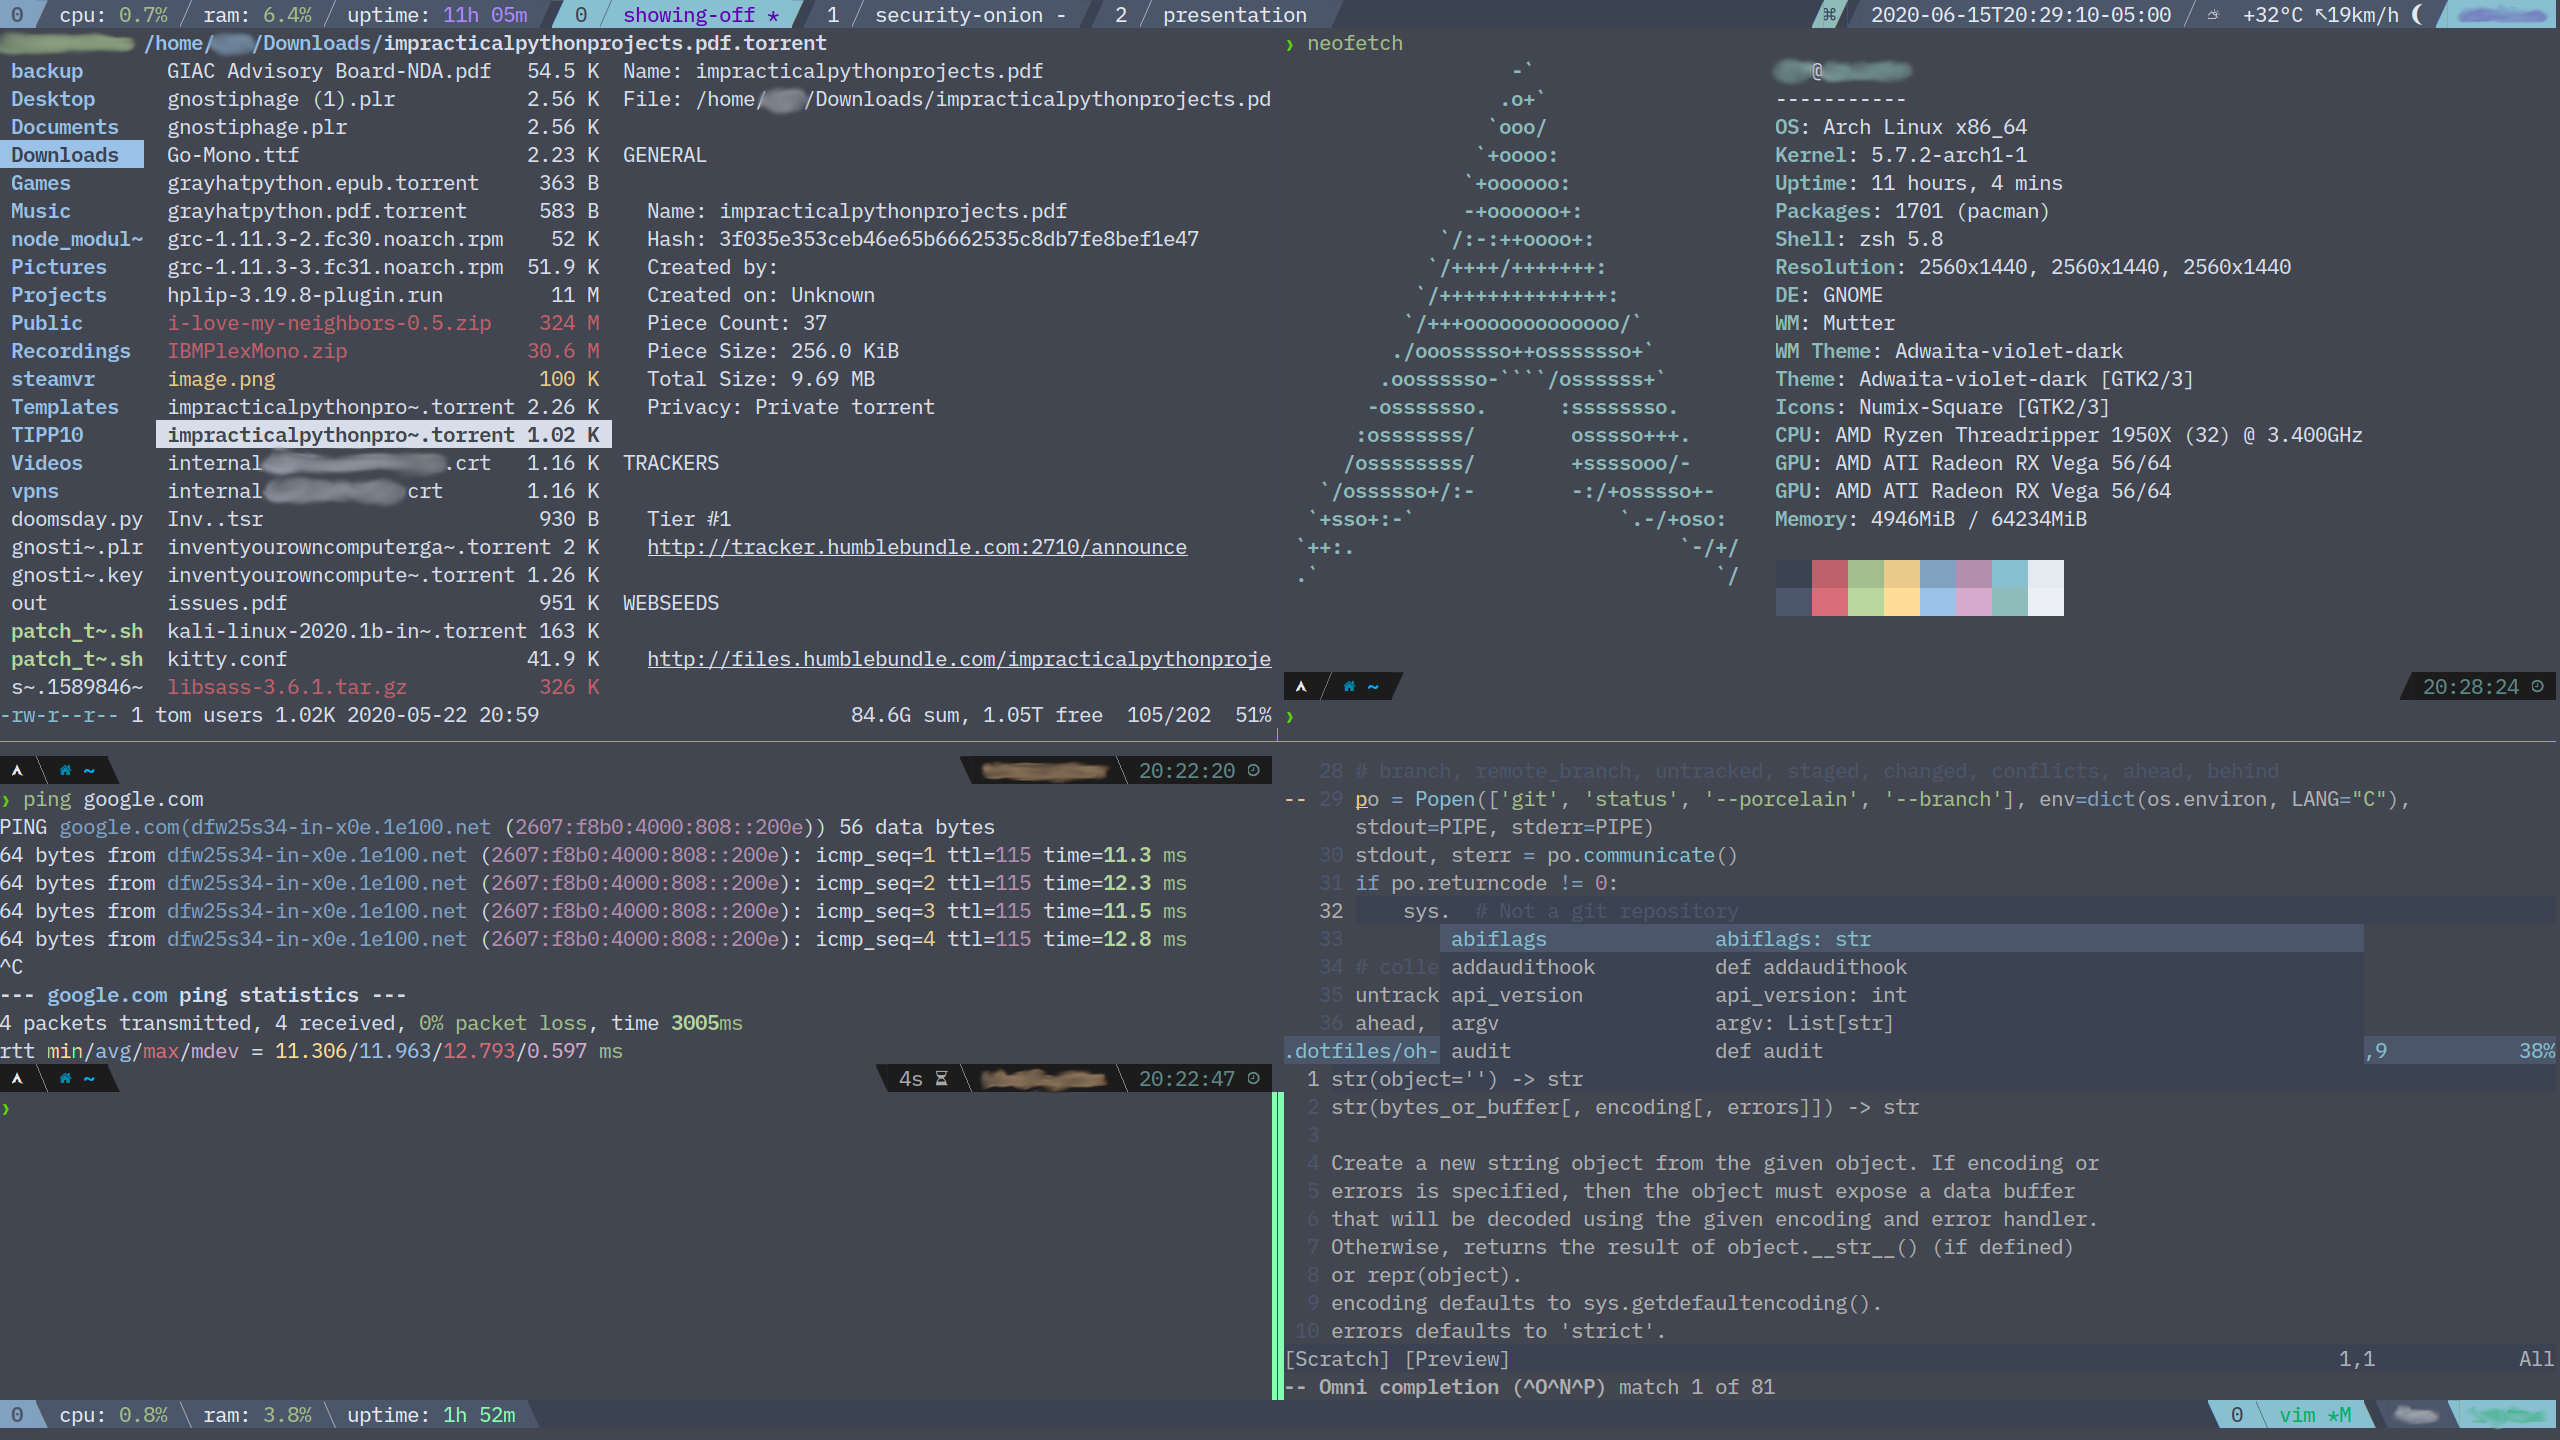 0 cpu: 0.7% ram: 6.4% uptime: 11h 05m 0 showing-off * 1 security-onion - 2 presentation ⌘ 2020-06-15T20:29:10-05:00 +32°C ↖19km/h
/home/ /Downloads/impracticalpythonprojects.pdf.torrent
backup GIAC Advisory Board-NDA.pdf 54.5 K Name: impracticalpythonprojects.pdf
Desktop gnostiphage (1).plr 2.56 K File: /home/ /Downloads/impracticalpythonprojects.pd
Documents gnostiphage.plr 2.56 K
Downloads Go-Mono.ttf 2.23 K GENERAL
Games grayhatpython.epub.torrent 363 B
Music grayhatpython.pdf.torrent 583 B Name: impracticalpythonprojects.pdf
node_modul~ grc-1.11.3-2.fc30.noarch.rpm 52 K Hash: 3f035e353ceb46e65b6662535c8db7fe8bef1e47
Pictures grc-1.11.3-3.fc31.noarch.rpm 51.9 K Created by:
Projects hplip-3.19.8-plugin.run 11 M Created on: Unknown
Public i-love-my-neighbors-0.5.zip 324 M Piece Count: 37
Recordings IBMPlexMono.zip 30.6 M Piece Size: 256.0 KiB
steamvr image.png 100 K Total Size: 9.69 MB
Templates impracticalpythonpro~.torrent 2.26 K Privacy: Private torrent
TIPP10 impracticalpythonpro~.torrent 1.02 K
Videos internal .crt 1.16 K TRACKERS
vpns internal crt 1.16 K
doomsday.py Inv..tsr 930 B Tier #1
gnosti~.plr inventyourowncomputerga~.torrent 2 K http://tracker.humblebundle.com:2710/announce
gnosti~.key inventyourowncompute~.torrent 1.26 K
out issues.pdf 951 K WEBSEEDS
patch_t~.sh kali-linux-2020.1b-in~.torrent 163 K
patch_t~.sh kitty.conf 41.9 K http://files.humblebundle.com/impracticalpythonproje
s~.1589846~ libsass-3.6.1.tar.gz 326 K
-rw-r--r-- 1 tom users 1.02K 2020-05-22 20:59 84.6G sum, 1.05T free 105/202 51%
❯ neofetch
@
-----------
OS: Arch Linux x86_64
Kernel: 5.7.2-arch1-1
Uptime: 11 hours, 4 mins
Packages: 1701 (pacman)
Shell: zsh 5.8
Resolution: 2560x1440, 2560x1440, 2560x1440
DE: GNOME
WM: Mutter
WM Theme: Adwaita-violet-dark
Theme: Adwaita-violet-dark [GTK2/3]
Icons: Numix-Square [GTK2/3]
CPU: AMD Ryzen Threadripper 1950X (32) @ 3.400GHz
GPU: AMD ATI Radeon RX Vega 56/64
GPU: AMD ATI Radeon RX Vega 56/64
Memory: 4946MiB / 64234MiB
~ 20:28:24
❯
~ 20:22:20
❯ ping google.com
PING google.com(dfw25s34-in-x0e.1e100.net (2607:f8b0:4000:808::200e)) 56 data bytes
64 bytes from dfw25s34-in-x0e.1e100.net (2607:f8b0:4000:808::200e): icmp_seq=1 ttl=115 time=11.3 ms
64 bytes from dfw25s34-in-x0e.1e100.net (2607:f8b0:4000:808::200e): icmp_seq=2 ttl=115 time=12.3 ms
64 bytes from dfw25s34-in-x0e.1e100.net (2607:f8b0:4000:808::200e): icmp_seq=3 ttl=115 time=11.5 ms
64 bytes from dfw25s34-in-x0e.1e100.net (2607:f8b0:4000:808::200e): icmp_seq=4 ttl=115 time=12.8 ms
^C
--- google.com ping statistics ---
4 packets transmitted, 4 received, 0% packet loss, time 3005ms
rtt min/avg/max/mdev = 11.306/11.963/12.793/0.597 ms
~ 4s 20:22:47
❯
28 # branch, remote_branch, untracked, staged, changed, conflicts, ahead, behind
-- 29 po = Popen(['git', 'status', '--porcelain', '--branch'], env=dict(os.environ, LANG="C"),
stdout=PIPE, stderr=PIPE)
30 stdout, sterr = po.communicate()
31 if po.returncode != 0:
32 sys. # Not a git repository
33 abiflags abiflags: str
34 # colle addaudithook def addaudithook
35 untrack api_version api_version: int
36 ahead, argv argv: List[str]
.dotfiles/oh- audit def audit ,9 38%
1 str(object='') -> str
2 str(bytes_or_buffer[, encoding[, errors]]) -> str
3
4 Create a new string object from the given object. If encoding or
5 errors is specified, then the object must expose a data buffer
6 that will be decoded using the given encoding and error handler.
7 Otherwise, returns the result of object.__str__() (if defined)
8 or repr(object).
9 encoding defaults to sys.getdefaultencoding().
10 errors defaults to 'strict'.
[Scratch] [Preview] 1,1 All
-- Omni completion (^O^N^P) match 1 of 81
0 cpu: 0.8% ram: 3.8% uptime: 1h 52m 0 vim *M